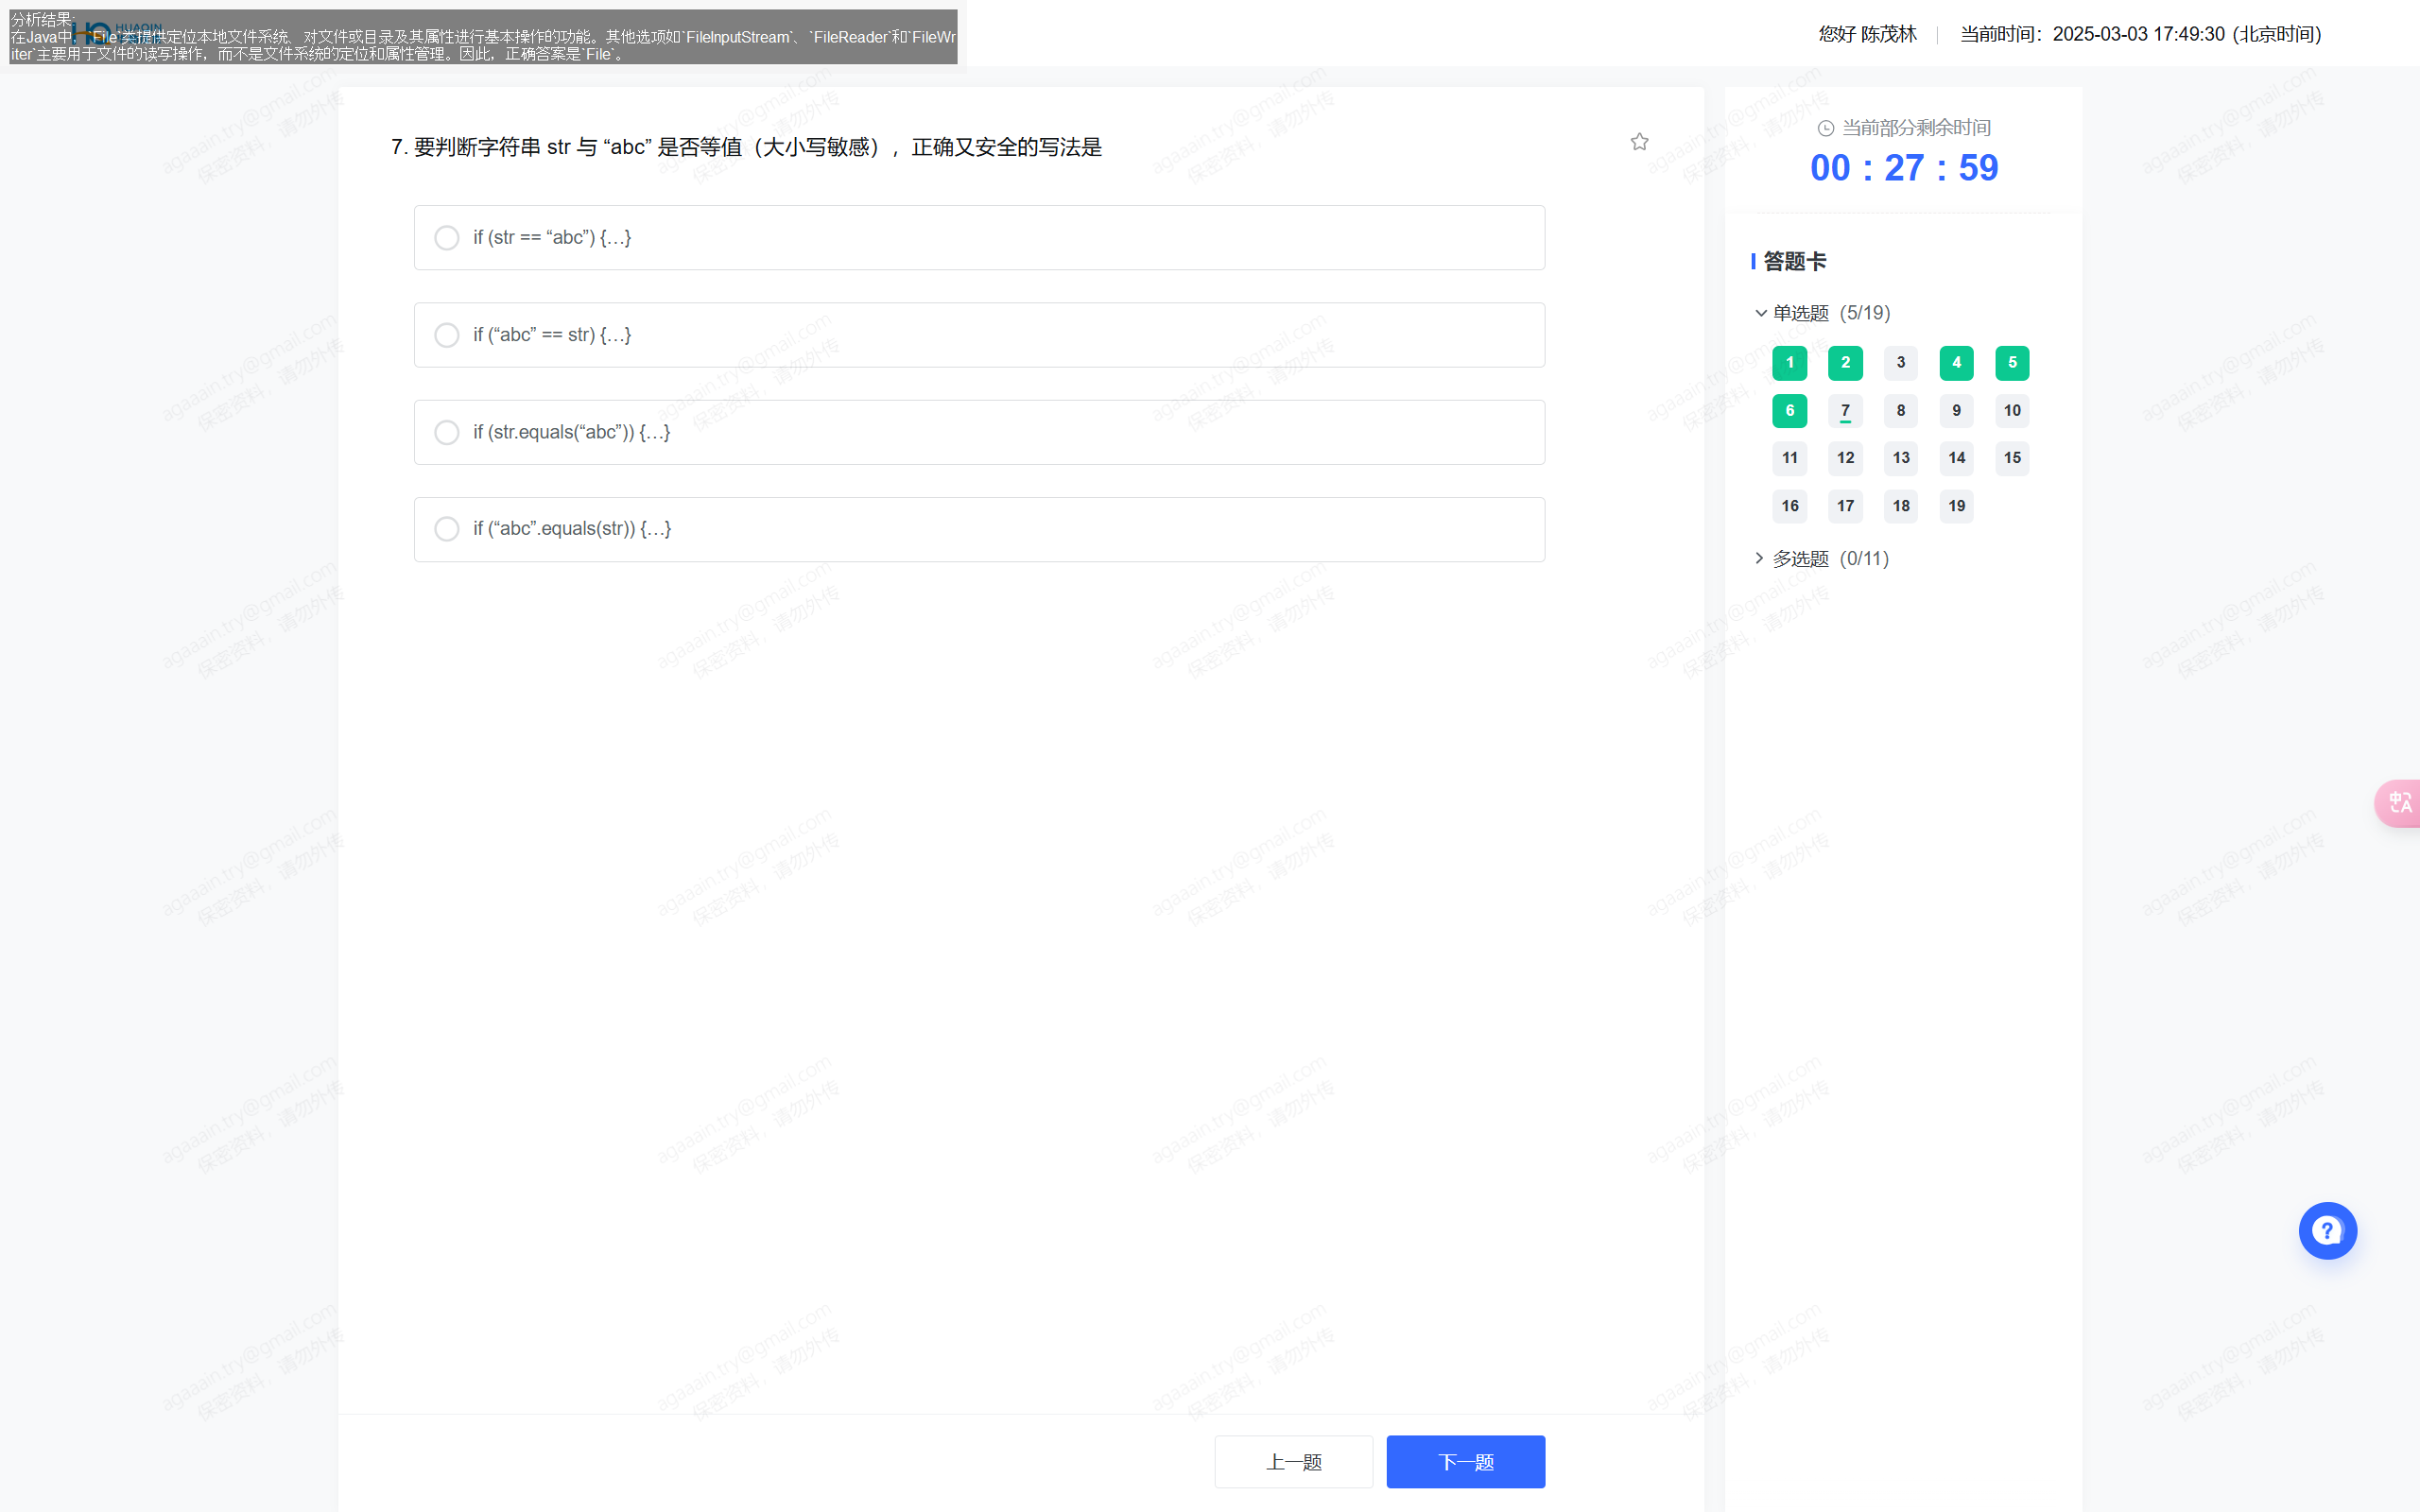 分析结果:
在Java中，`File`类提供定位本地文件系统、对文件或目录及其属性进行基本操作的功能。其他选项如`FileInputStream`、`FileReader`和`FileWr
iter`主要用于文件的读写操作，而不是文件系统的定位和属性管理。因此，正确答案是`File`。
HUAQIN
您好 陈茂林
当前时间：2025-03-03 17:49:30 (北京时间)
7. 要判断字符串 str 与 “abc” 是否等值（大小写敏感），正确又安全的写法是
if (str == “abc”) {…}
if (“abc” == str) {…}
if (str.equals(“abc”)) {…}
if (“abc”.equals(str)) {…}
上一题
下一题
当前部分剩余时间
00 : 27 : 59
答题卡
单选题 (5/19)
1 2 3 4 5
6 7 8 9 10
11 12 13 14 15
16 17 18 19
多选题 (0/11)
agaaain.try@gmail.com
保密资料，请勿外传